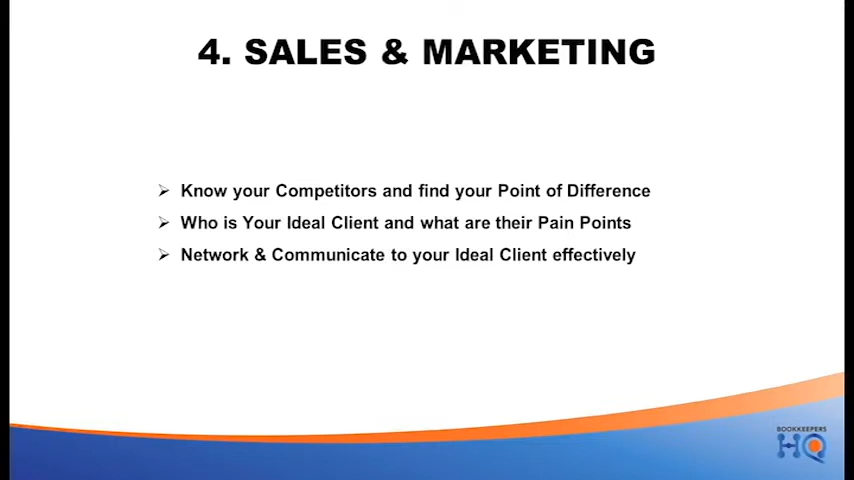 4. SALES & MARKETING
Know your Competitors and find your Point of Difference
Who is Your Ideal Client and what are their Pain Points
Network & Communicate to your Ideal Client effectively
BOOKKEEPERS
HQ